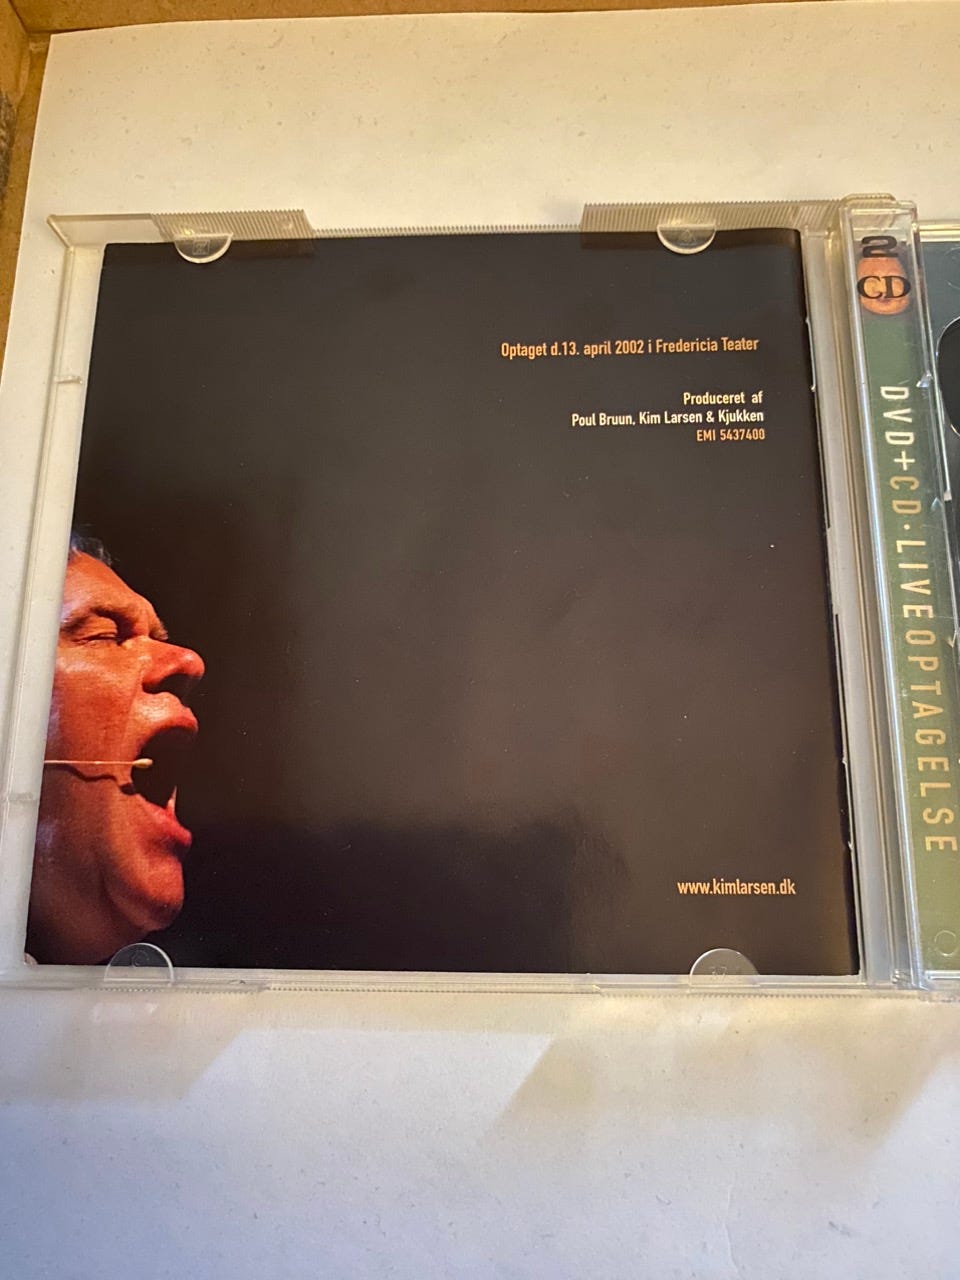 Optaget d.13. april 2002 i Fredericia Teater
Produceret af
Poul Bruun, Kim Larsen & Kjukken
EMI 5437400
www.kimlarsen.dk
2
CD
DVD+CD·LIVEOPTAGELSE